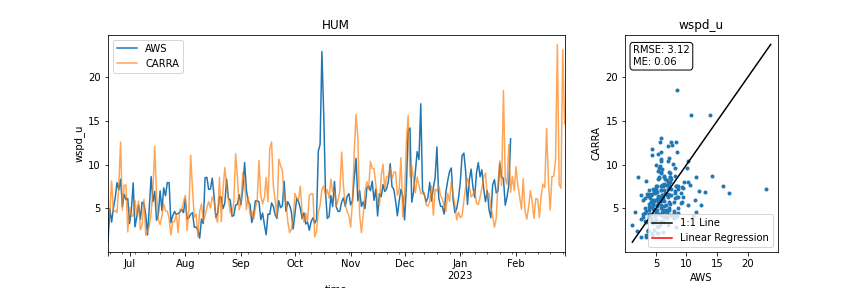 HUM
AWS
CARRA
wspd_u
20
15
10
5
Jul
Aug
Sep
Oct
Nov
Dec
Jan
2023
Feb
time
wspd_u
RMSE: 3.12
ME: 0.06
CARRA
20
15
10
5
1:1 Line
Linear Regression
5
10
15
20
AWS